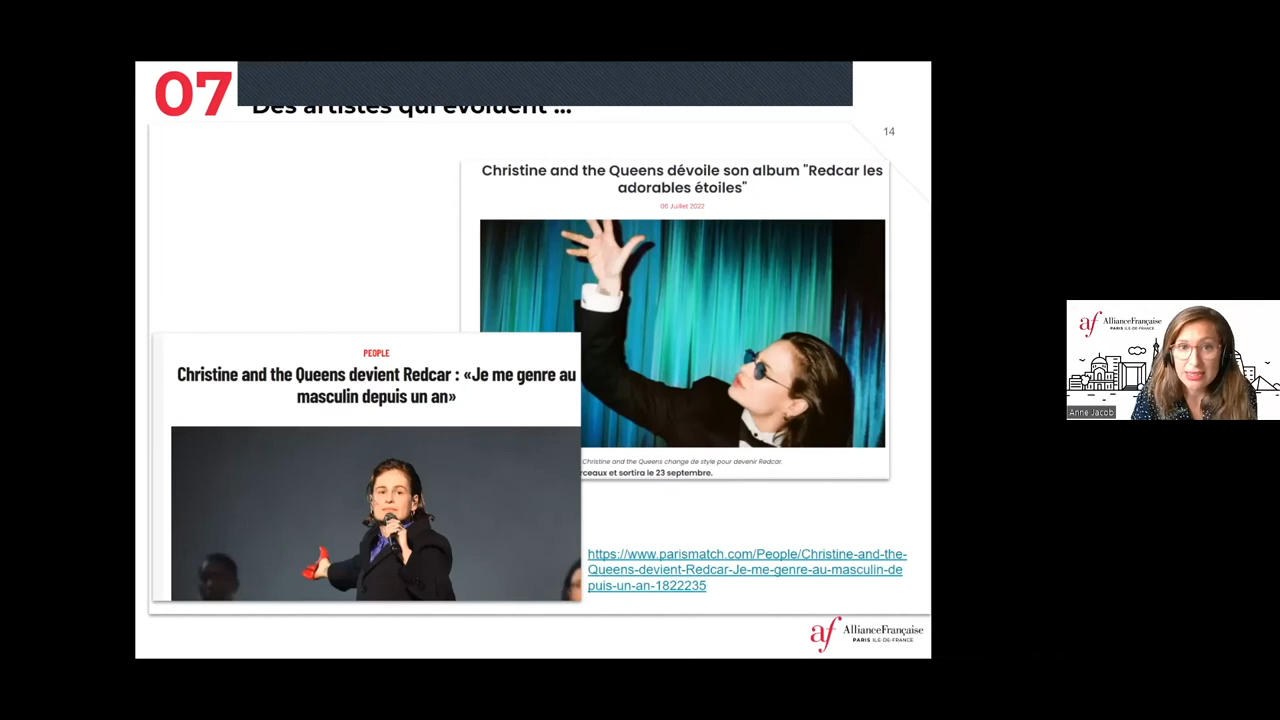 07
Des artistes qui évoluent ...
14
Christine and the Queens dévoile son album "Redcar les
adorables étoiles"
06 Juillet 2022
Christine and the Queens change de style pour devenir Redcar.
rceaux et sortira le 23 septembre.
PEOPLE
Christine and the Queens devient Redcar : «Je me genre au
masculin depuis un an»
https://www.parismatch.com/People/Christine-and-the-
Queens-devient-Redcar-Je-me-genre-au-masculin-de
puis-un-an-1822235
af AllianceFrançaise
PARIS ILE-DE-FRANCE
af AllianceFrançaise
PARIS ILE-DE-FRANCE
Anne Jacob